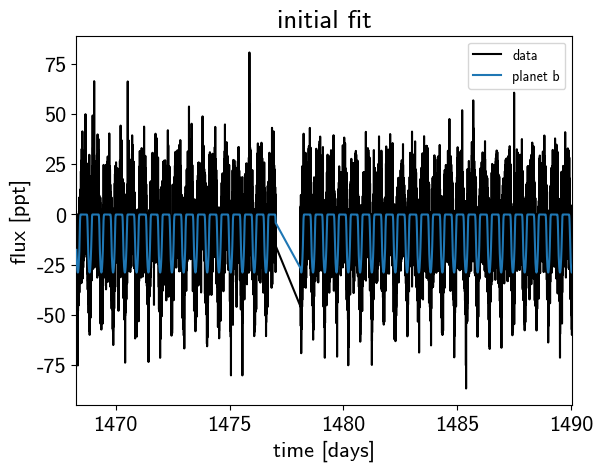 initial fit
data
planet b
flux [ppt]
75
50
25
0
-25
-50
-75
1470
1475
1480
1485
1490
time [days]